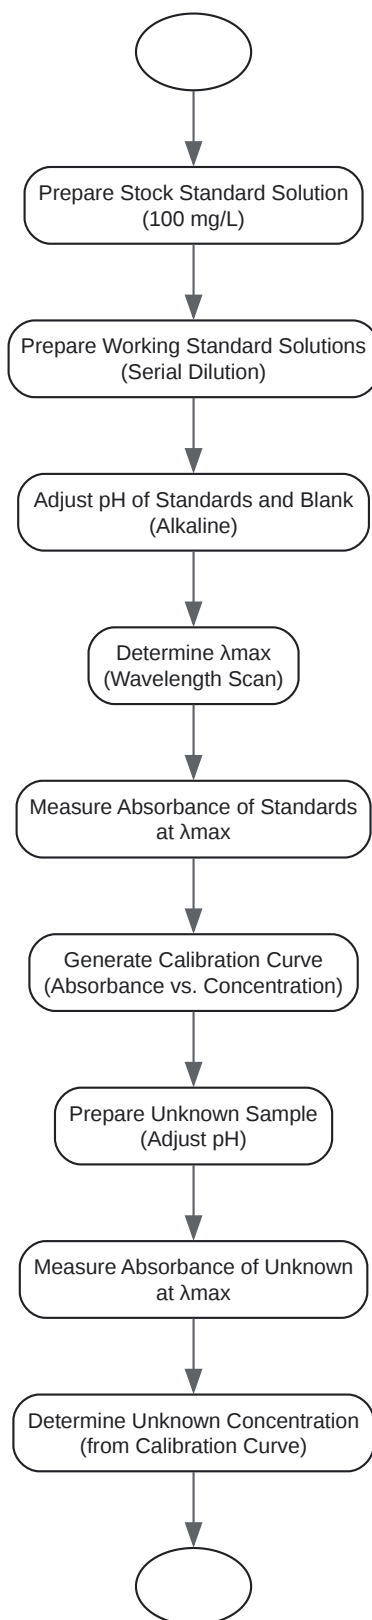 Prepare Stock Standard Solution
(100 mg/L)
Prepare Working Standard Solutions
(Serial Dilution)
Adjust pH of Standards and Blank
(Alkaline)
Determine λmax
(Wavelength Scan)
Measure Absorbance of Standards
at λmax
Generate Calibration Curve
(Absorbance vs. Concentration)
Prepare Unknown Sample
(Adjust pH)
Measure Absorbance of Unknown
at λmax
Determine Unknown Concentration
(from Calibration Curve)